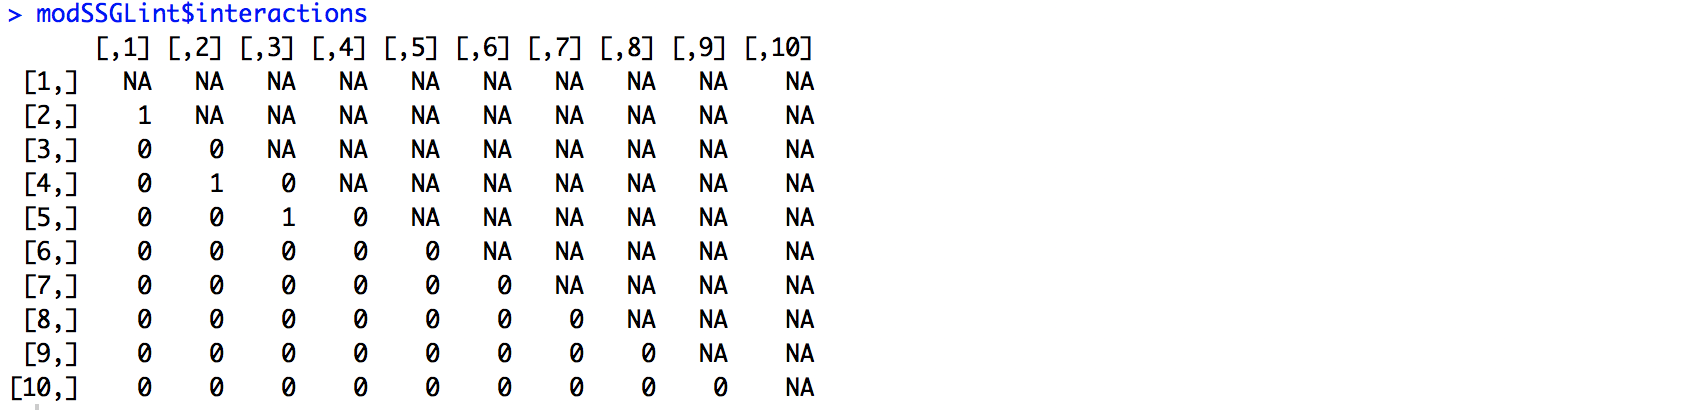 > modSSGLint$interactions
      [,1] [,2] [,3] [,4] [,5] [,6] [,7] [,8] [,9] [,10]
 [1,]   NA   NA   NA   NA   NA   NA   NA   NA   NA    NA
 [2,]    1   NA   NA   NA   NA   NA   NA   NA   NA    NA
 [3,]    0    0   NA   NA   NA   NA   NA   NA   NA    NA
 [4,]    0    1    0   NA   NA   NA   NA   NA   NA    NA
 [5,]    0    0    1    0   NA   NA   NA   NA   NA    NA
 [6,]    0    0    0    0    0   NA   NA   NA   NA    NA
 [7,]    0    0    0    0    0    0   NA   NA   NA    NA
 [8,]    0    0    0    0    0    0    0   NA   NA    NA
 [9,]    0    0    0    0    0    0    0    0   NA    NA
[10,]    0    0    0    0    0    0    0    0    0    NA